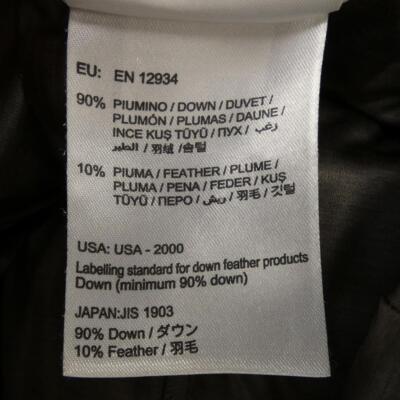 EU: EN 12934
90% PIUMINO / DOWN / DUVET /
PLUMÓN / PLUMAS / DAUNE /
INCE KUŞ TÜYÜ / ПУХ / زغب
الطير / 羽绒 / 솜털
10% PIUMA / FEATHER / PLUME /
PLUMA / PENA / FEDER / KUŞ
TÜYÜ / ПЕРО / ريش / 羽毛 / 깃털
USA: USA - 2000
Labelling standard for down feather products
Down (minimum 90% down)
JAPAN:JIS 1903
90% Down / ダウン
10% Feather / 羽毛